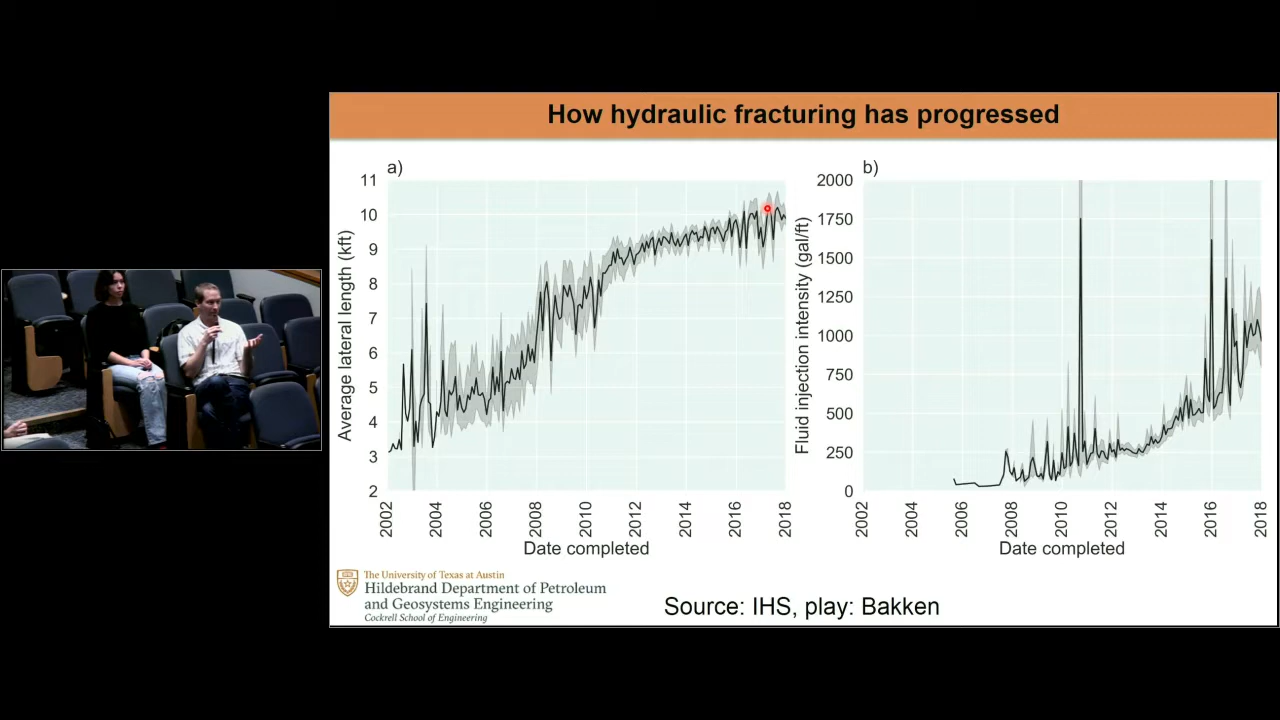 How hydraulic fracturing has progressed
a)
Average lateral length (kft)
11
10
9
8
7
6
5
4
3
2
2002 2004 2006 2008 2010 2012 2014 2016 2018
Date completed
b)
Fluid injection intensity (gal/ft)
2000
1750
1500
1250
1000
750
500
250
0
2002 2004 2006 2008 2010 2012 2014 2016 2018
Date completed
The University of Texas at Austin
Hildebrand Department of Petroleum
and Geosystems Engineering
Cockrell School of Engineering
Source: IHS, play: Bakken